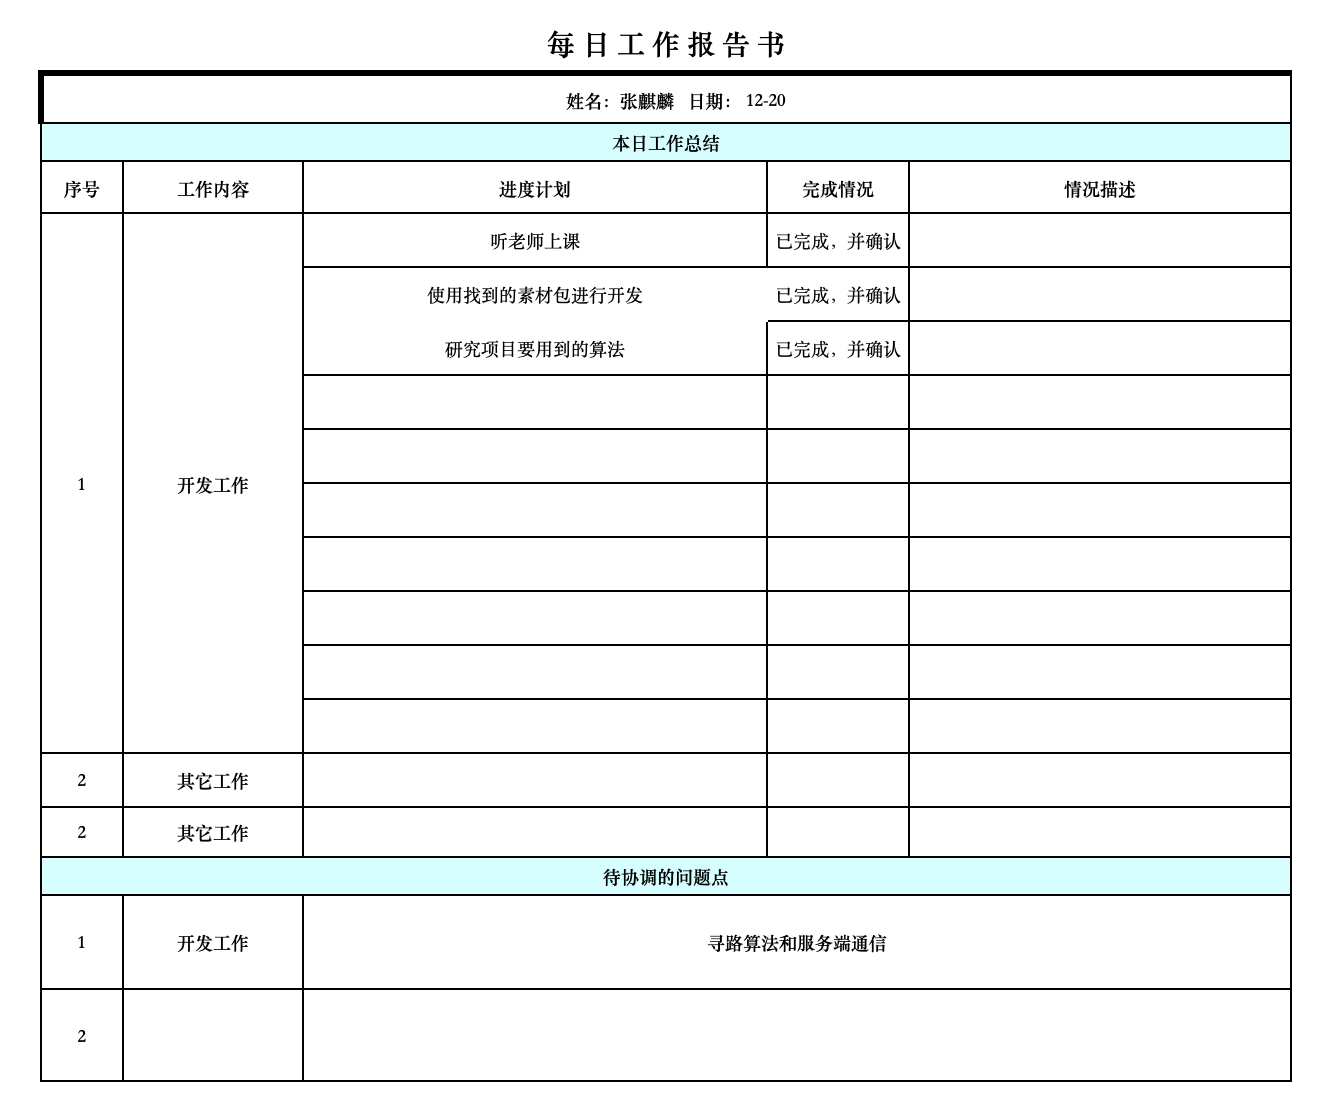 每日工作报告书
姓名：张麒麟 日期： 12-20
本日工作总结
序号 工作内容 进度计划 完成情况 情况描述
听老师上课 已完成，并确认
使用找到的素材包进行开发 已完成，并确认
研究项目要用到的算法 已完成，并确认
1 开发工作
2 其它工作
2 其它工作
待协调的问题点
1 开发工作 寻路算法和服务端通信
2